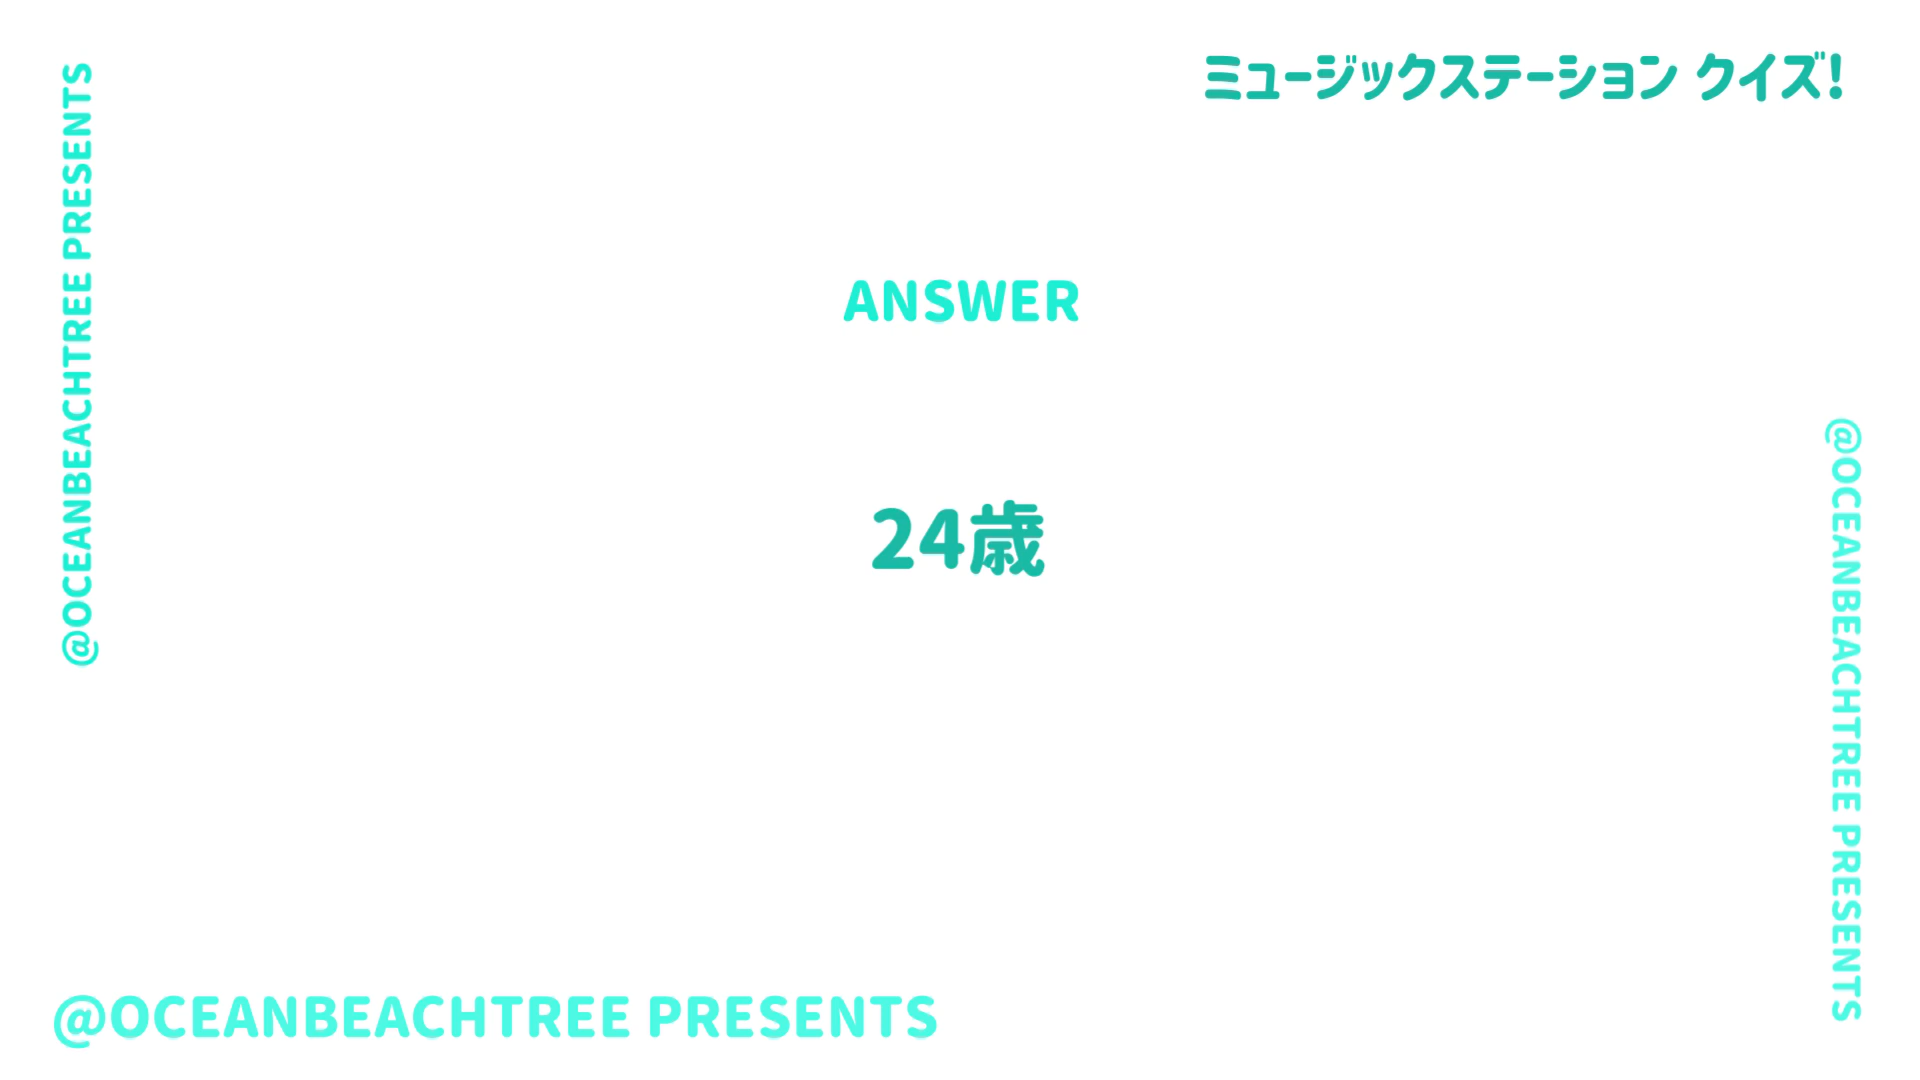 ミュージックステーション クイズ!
@OCEANBEACHTREE PRESENTS
ANSWER
24歳
@OCEANBEACHTREE PRESENTS
@OCEANBEACHTREE PRESENTS